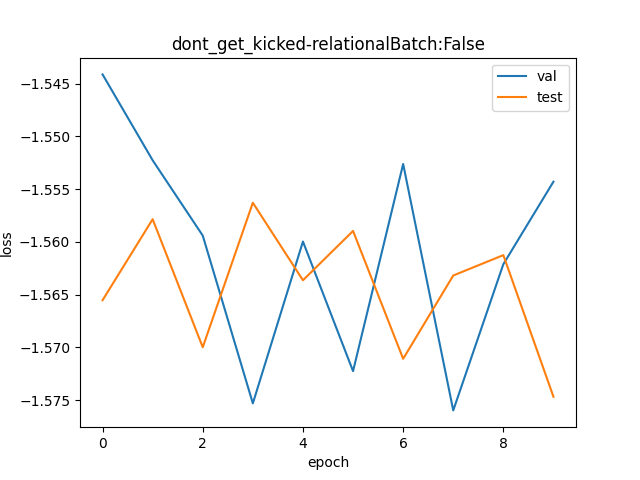 dont_get_kicked-relationalBatch:False
val
test
loss
−1.545
−1.550
−1.555
−1.560
−1.565
−1.570
−1.575
0 2 4 6 8
epoch